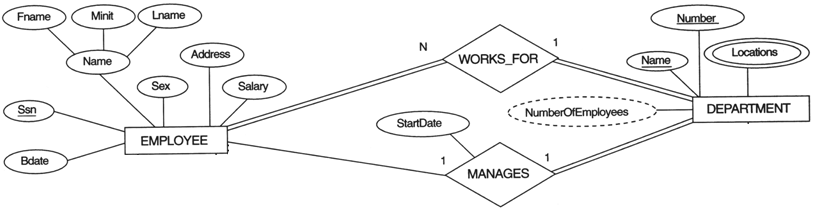 Fname
Minit
Lname
Number
N
1
Name
Address
WORKS_FOR
Name
Locations
Sex
Salary
Ssn
StartDate
NumberOfEmployees
DEPARTMENT
EMPLOYEE
Bdate
1
MANAGES
1